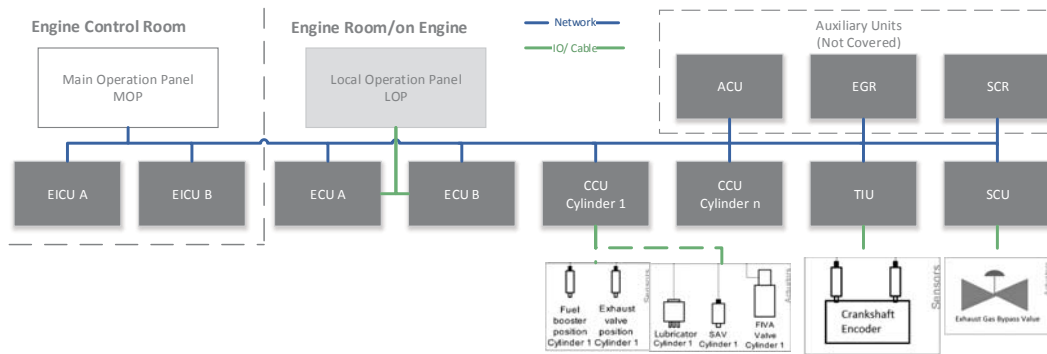 Engine Control Room
Engine Room/on Engine
Network
IO/ Cable
Auxiliary Units
(Not Covered)
Main Operation Panel
MOP
Local Operation Panel
LOP
ACU
EGR
SCR
EICU A
EICU B
ECU A
ECU B
CCU
Cylinder 1
CCU
Cylinder n
TIU
SCU
Sensors
Fuel
booster
position
Cylinder 1
Exhaust
valve
position
Cylinder 1
Actuators
Lubricator
Cylinder 1
SAV
Cylinder 1
FIVA
Valve
Cylinder 1
Sensors
Crankshaft
Encoder
Exhaust Gas Bypass Valve